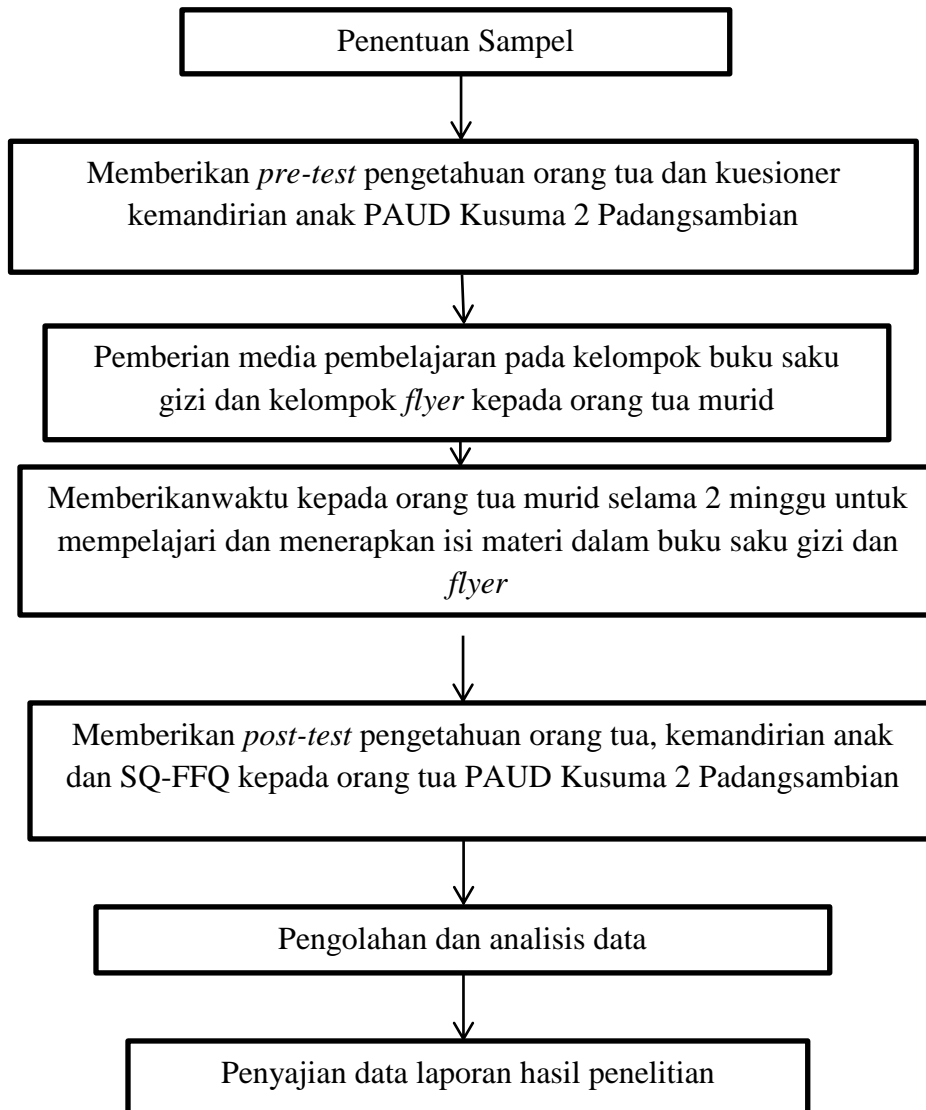 Penentuan Sampel
Memberikan pre-test pengetahuan orang tua dan kuesioner
kemandirian anak PAUD Kusuma 2 Padangsambian
Pemberian media pembelajaran pada kelompok buku saku
gizi dan kelompok flyer kepada orang tua murid
Memberikanwaktu kepada orang tua murid selama 2 minggu untuk
mempelajari dan menerapkan isi materi dalam buku saku gizi dan
flyer
Memberikan post-test pengetahuan orang tua, kemandirian anak
dan SQ-FFQ kepada orang tua PAUD Kusuma 2 Padangsambian
Pengolahan dan analisis data
Penyajian data laporan hasil penelitian